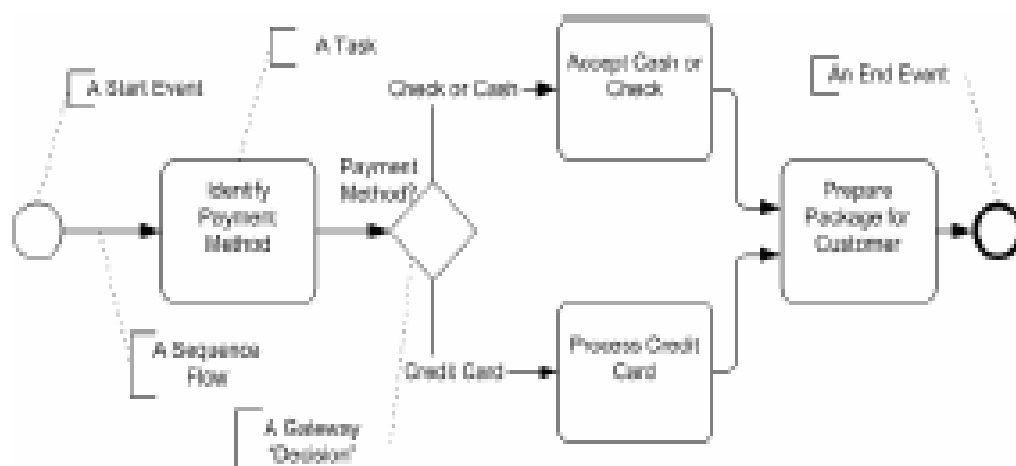 A Task
A Start Event
Check or Cash
Accept Cash or
Check
An End Event
Identify
Payment
Method
Payment
Method?
Prepare
Package for
Customer
A Sequence
Flow
Credit Card
Process Credit
Card
A Gateway
"Decision"